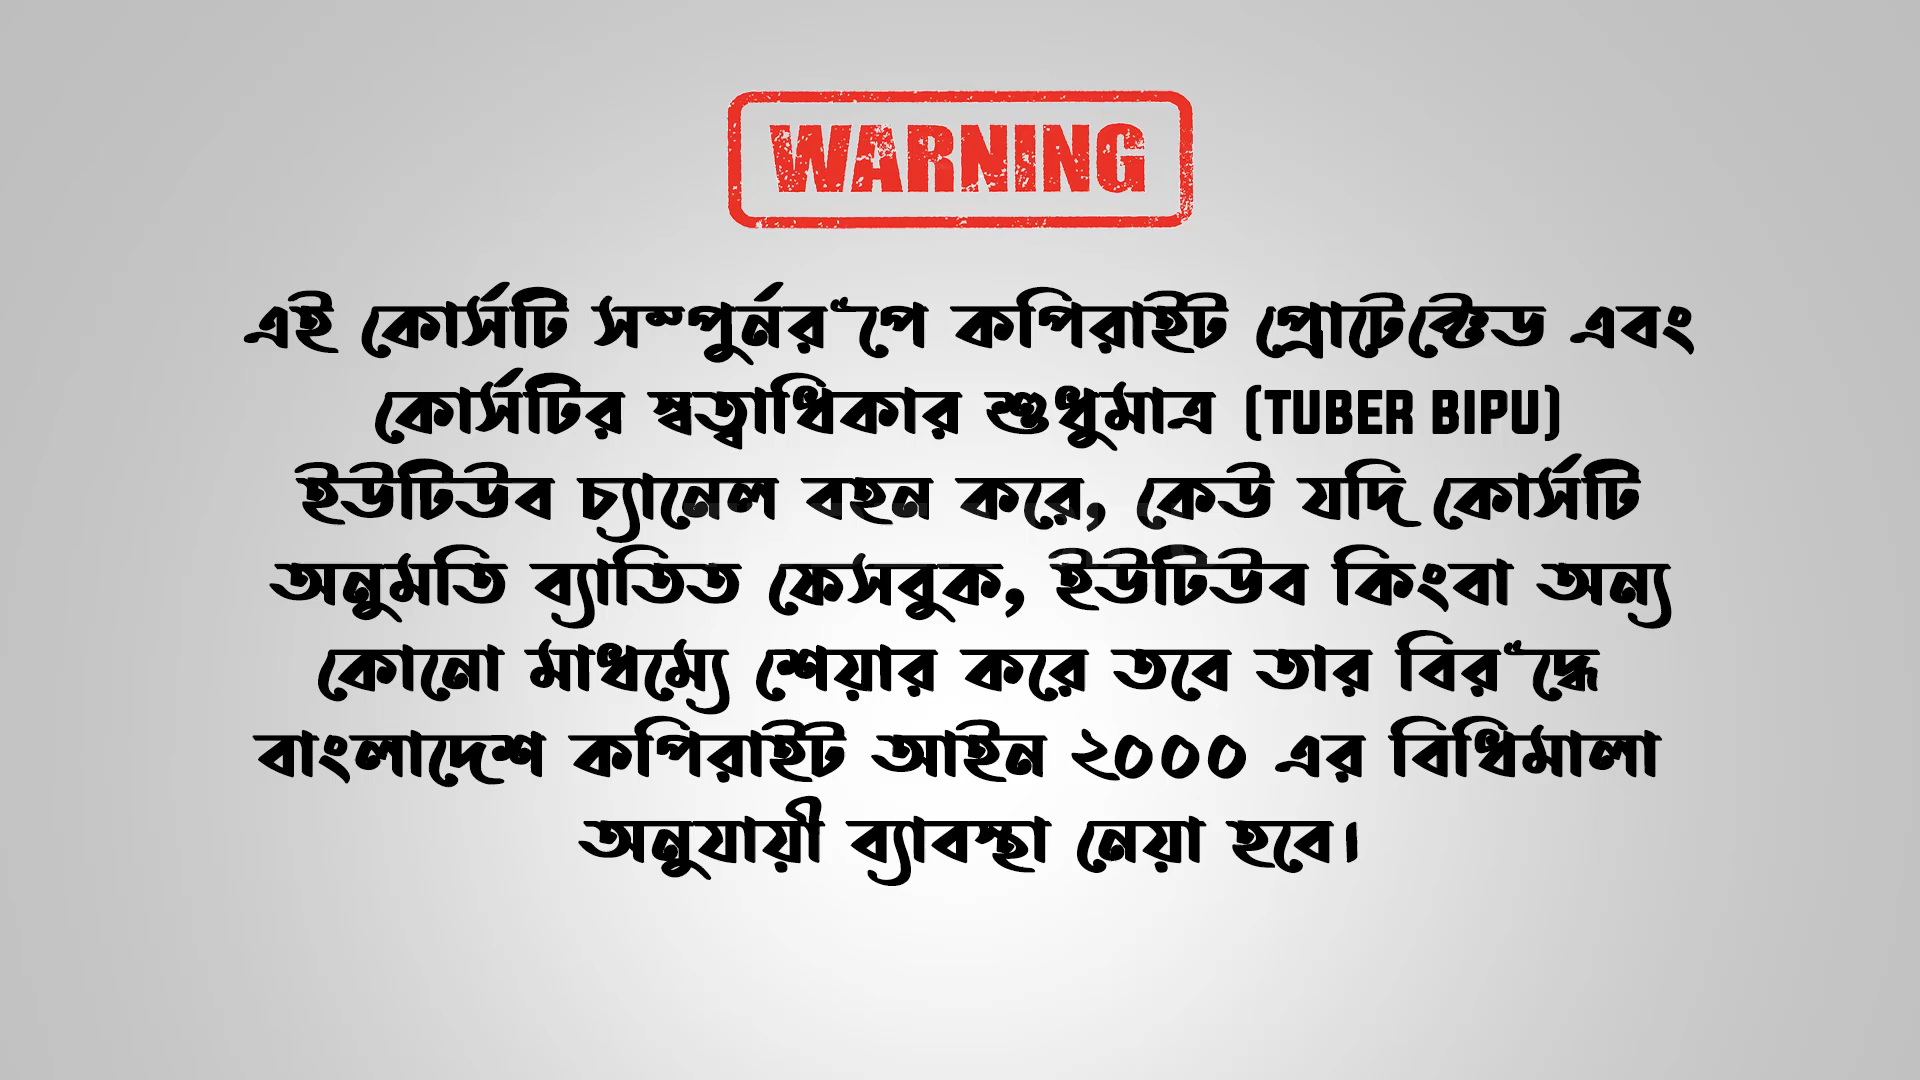 WARNING
এই কোর্সটি সম্পুর্নরূপে কপিরাইট প্রোটেক্টেড এবং
কোর্সটির স্বত্বাধিকার শুধুমাত্র (TUBER BIPU)
ইউটিউব চ্যানেল বহন করে, কেউ যদি কোর্সটি
অনুমতি ব্যাতিত ফেসবুক, ইউটিউব কিংবা অন্য
কোনো মাধম্যে শেয়ার করে তবে তার বিরুদ্ধে
বাংলাদেশ কপিরাইট আইন ২০০০ এর বিধিমালা
অনুযায়ী ব্যাবস্থা নেয়া হবে।